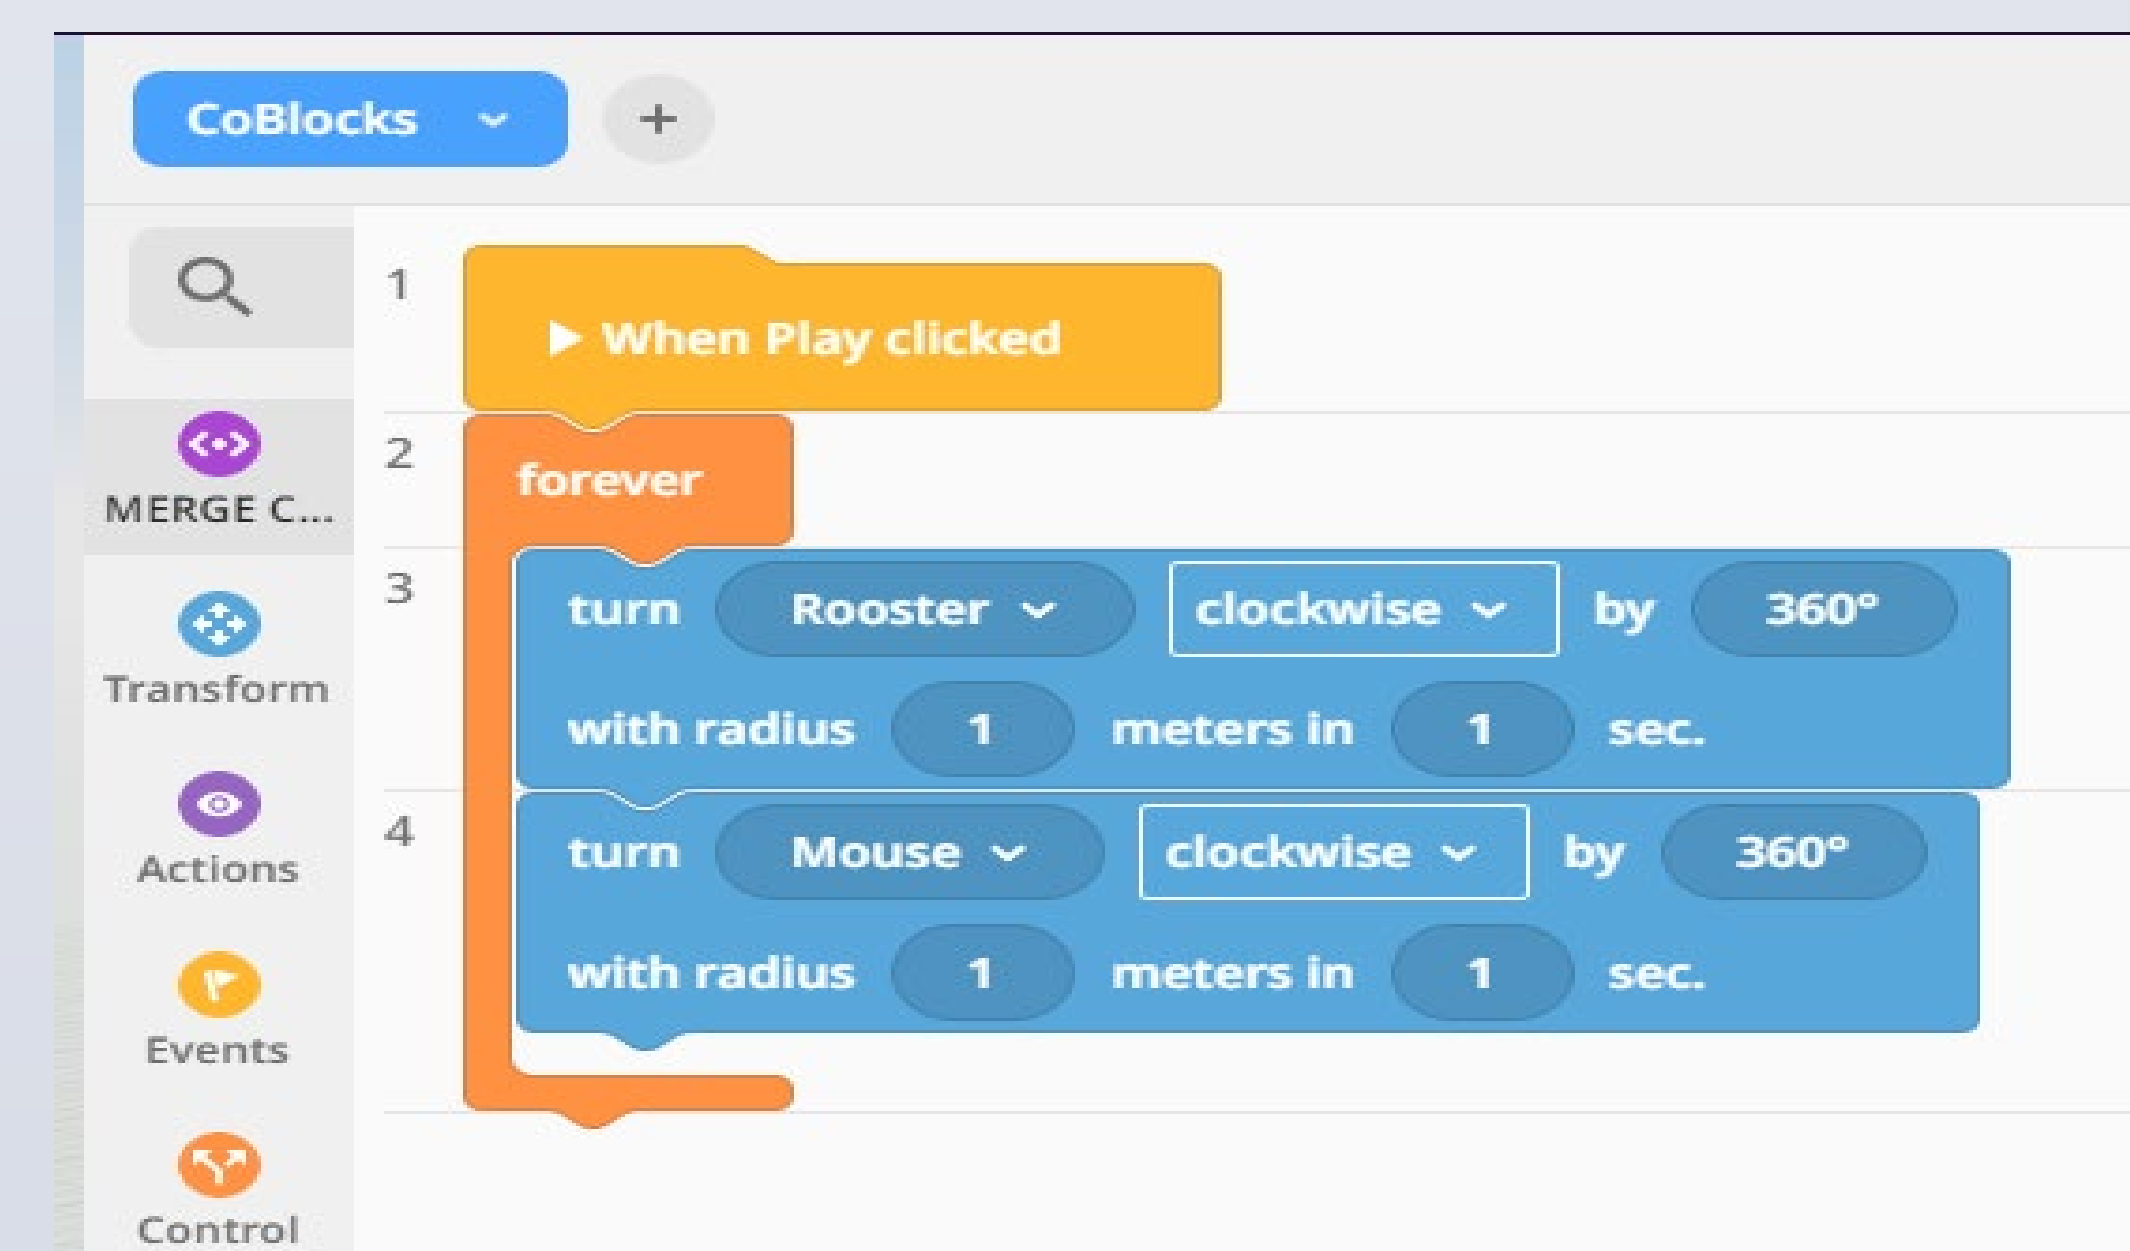 CoBlocks +
1 When Play clicked
MERGE C...
2 forever
3 turn Rooster clockwise by 360°
with radius 1 meters in 1 sec.
4 turn Mouse clockwise by 360°
with radius 1 meters in 1 sec.
Transform
Actions
Events
Control